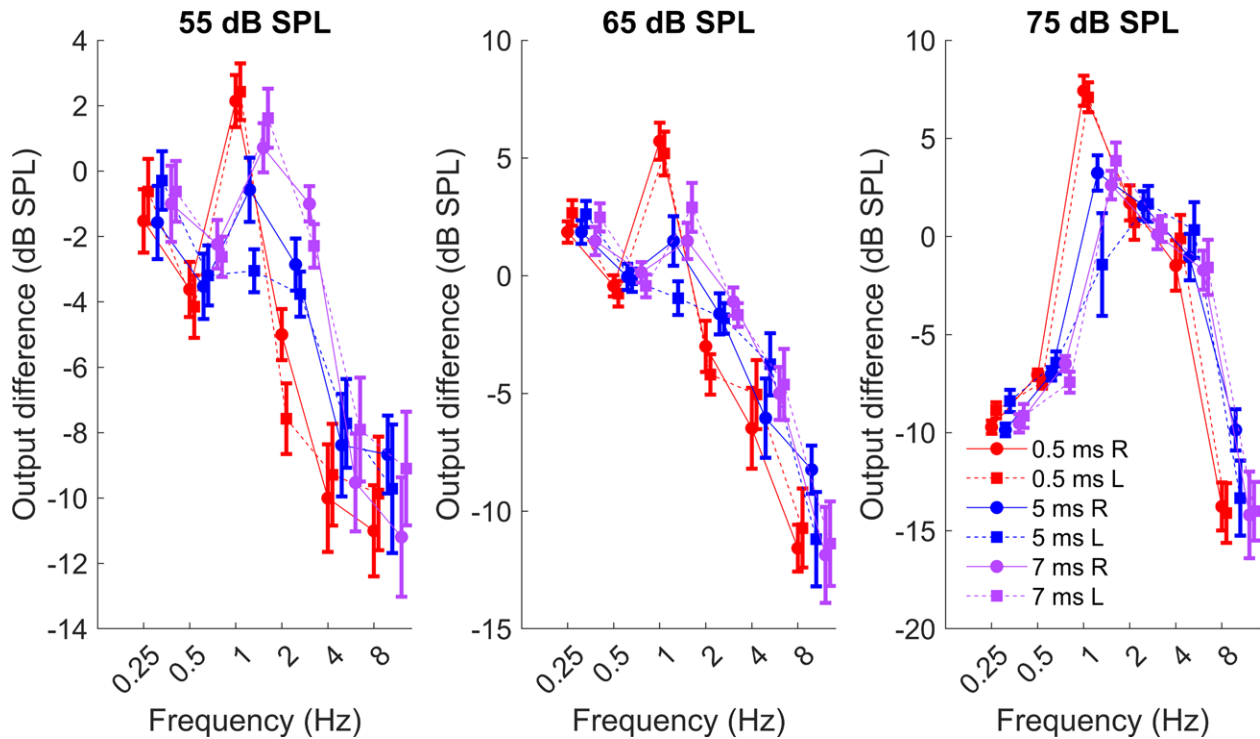 55 dB SPL
Output difference (dB SPL)
4
2
0
-2
-4
-6
-8
-10
-12
-14
0.25
0.5
1
2
4
8
Frequency (Hz)
65 dB SPL
Output difference (dB SPL)
10
5
0
-5
-10
-15
0.25
0.5
1
2
4
8
Frequency (Hz)
75 dB SPL
Output difference (dB SPL)
10
5
0
-5
-10
-15
-20
0.5 ms R
0.5 ms L
5 ms R
5 ms L
7 ms R
7 ms L
0.25
0.5
1
2
4
8
Frequency (Hz)